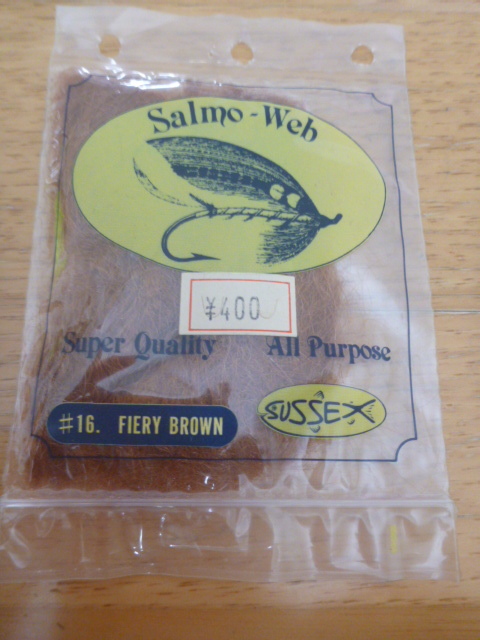 Salmo-Web
¥400
Super Quality All Purpose
#16. FIERY BROWN
SUSSEX